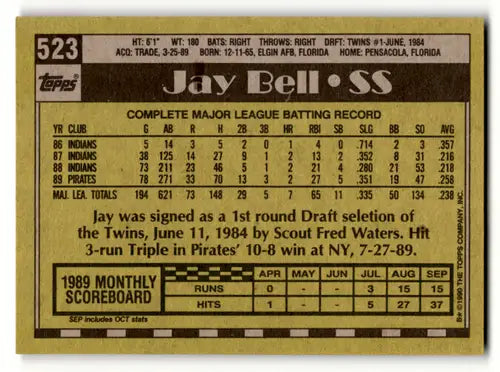 523
HT: 6'1" WT: 180 BATS: RIGHT THROWS: RIGHT DRFT: TWINS #1-JUNE, 1984
ACQ: TRADE, 3-25-89 BORN: 12-11-65, ELGIN AFB, FLORIDA HOME: PENSACOLA, FLORIDA
Topps
Jay Bell • SS
COMPLETE MAJOR LEAGUE BATTING RECORD
YR CLUB G AB R H 2B 3B HR RBI SB SLG BB SO AVG
86 INDIANS 5 14 3 5 2 0 1 4 0 .714 2 3 .357
87 INDIANS 38 125 14 27 9 1 2 13 2 .352 8 31 .216
88 INDIANS 73 211 23 46 5 1 2 21 4 .280 21 53 .218
89 PIRATES 78 271 33 70 13 3 2 27 5 .351 19 47 .258
MAJ. LEA. TOTALS 194 621 73 148 29 5 7 65 11 .335 50 134 .238
Jay was signed as a 1st round Draft seletion of
the Twins, June 11, 1984 by Scout Fred Waters. Hit
3-run Triple in Pirates' 10-8 win at NY, 7-27-89.
1989 MONTHLY
SCOREBOARD
APR MAY JUN JUL AUG SEP
RUNS 0 — — 3 15 15
HITS 1 — — 5 27 37
SEP includes OCT stats
B* © 1990 THE TOPPS COMPANY, INC.